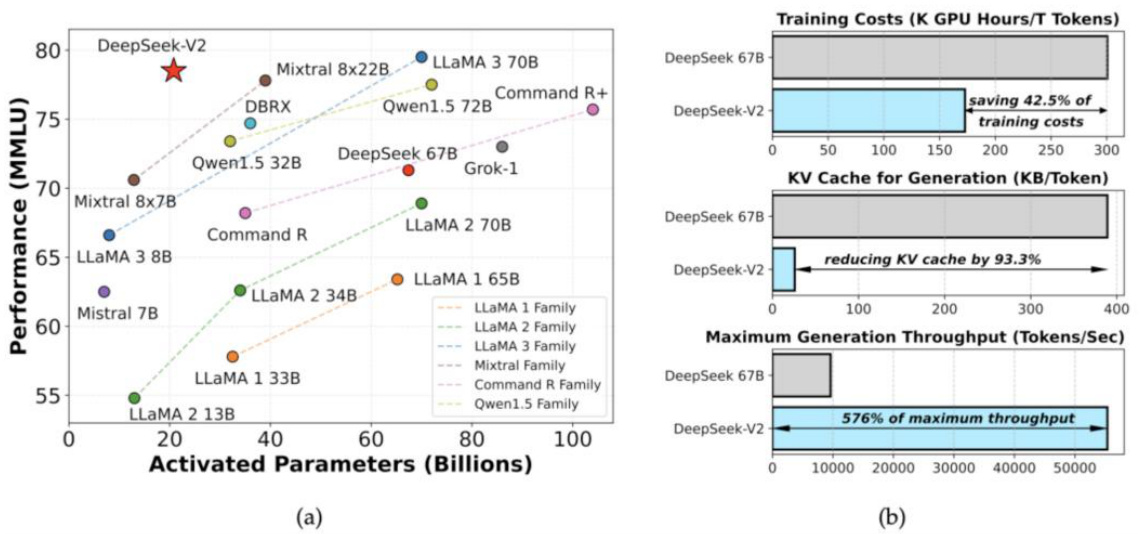 Performance (MMLU)
80
75
70
65
60
55
DeepSeek-V2
Mixtral 8x22B
LLaMA 3 70B
DBRX
Qwen1.5 72B
Command R+
Qwen1.5 32B
DeepSeek 67B
Grok-1
Mixtral 8x7B
Command R
LLaMA 2 70B
LLaMA 3 8B
LLaMA 1 65B
Mistral 7B
LLaMA 2 34B
LLaMA 1 33B
LLaMA 2 13B
LLaMA 1 Family
LLaMA 2 Family
LLaMA 3 Family
Mixtral Family
Command R Family
Qwen1.5 Family
0 20 40 60 80 100
Activated Parameters (Billions)
(a)
Training Costs (K GPU Hours/T Tokens)
DeepSeek 67B
DeepSeek-V2
saving 42.5% of
training costs
0 50 100 150 200 250 300
KV Cache for Generation (KB/Token)
DeepSeek 67B
DeepSeek-V2
reducing KV cache by 93.3%
0 100 200 300 400
Maximum Generation Throughput (Tokens/Sec)
DeepSeek 67B
DeepSeek-V2
576% of maximum throughput
0 10000 20000 30000 40000 50000
(b)